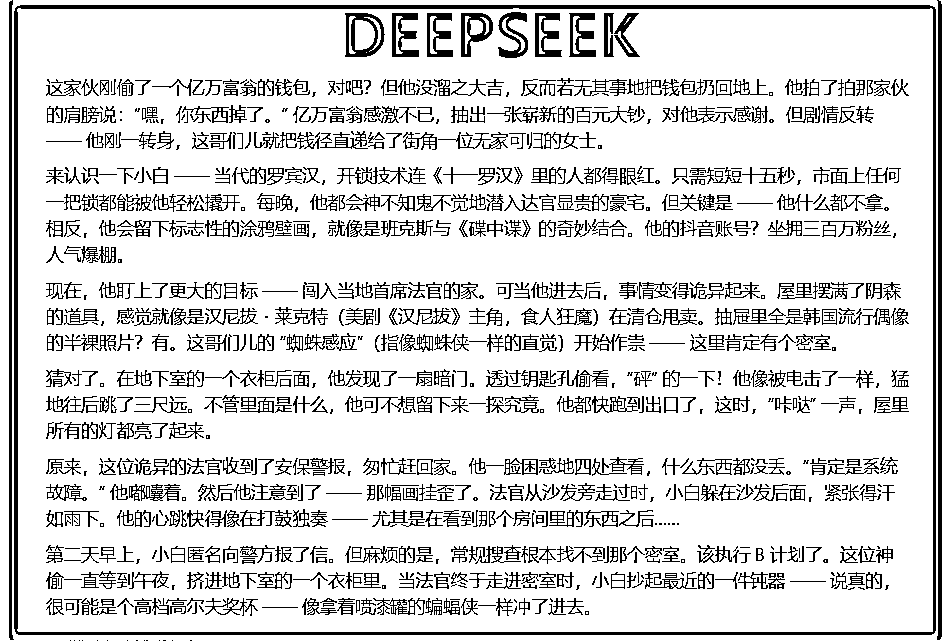 DEEPSEEK
这家伙刚偷了一个亿万富翁的钱包，对吧？但他没溜之大吉，反而若无其事地把钱包扔回地上。他拍了拍那家伙
的肩膀说："嘿，你东西掉了。" 亿万富翁感激不已，抽出一张崭新的百元大钞，对他表示感谢。但剧情反转
—— 他刚一转身，这哥们儿就把钱径直递给了街角一位无家可归的女士。
来认识一下小白 —— 当代的罗宾汉，开锁技术连《十一罗汉》里的人都得眼红。只需短短十五秒，市面上任何
一把锁都能被他轻松撬开。每晚，他都会神不知鬼不觉地潜入达官显贵的豪宅。但关键是 —— 他什么都不拿。
相反，他会留下标志性的涂鸦壁画，就像是班克斯与《碟中谍》的奇妙结合。他的抖音账号？坐拥三百万粉丝，
人气爆棚。
现在，他盯上了更大的目标 —— 闯入当地首席法官的家。可当他进去后，事情变得诡异起来。屋里摆满了阴森
的道具，感觉就像是汉尼拔 · 莱克特（美剧《汉尼拔》主角，食人狂魔）在清仓甩卖。抽屉里全是韩国流行偶像
的半裸照片？有。这哥们儿的 "蜘蛛感应"（指像蜘蛛侠一样的直觉）开始作祟 —— 这里肯定有个密室。
猜对了。在地下室的一个衣柜后面，他发现了一扇暗门。透过钥匙孔偷看，"砰" 的一下！他像被电击了一样，猛
地往后跳了三尺远。不管里面是什么，他可不想留下来一探究竟。他都快跑到出口了，这时，"咔哒" 一声，屋里
所有的灯都亮了起来。
原来，这位诡异的法官收到了安保警报，匆忙赶回家。他一脸困惑地四处查看，什么东西都没丢。"肯定是系统
故障。" 他嘟囔着。然后他注意到了 —— 那幅画挂歪了。法官从沙发旁走过时，小白躲在沙发后面，紧张得汗
如雨下。他的心跳快得像在打鼓独奏 —— 尤其是在看到那个房间里的东西之后......
第二天早上，小白匿名向警方报了信。但麻烦的是，常规搜查根本找不到那个密室。该执行 B 计划了。这位神
偷一直等到午夜，挤进地下室的一个衣柜里。当法官终于走进密室时，小白抄起最近的一件钝器 —— 说真的，
很可能是个高档高尔夫奖杯 —— 像拿着喷漆罐的蝙蝠侠一样冲了进去。